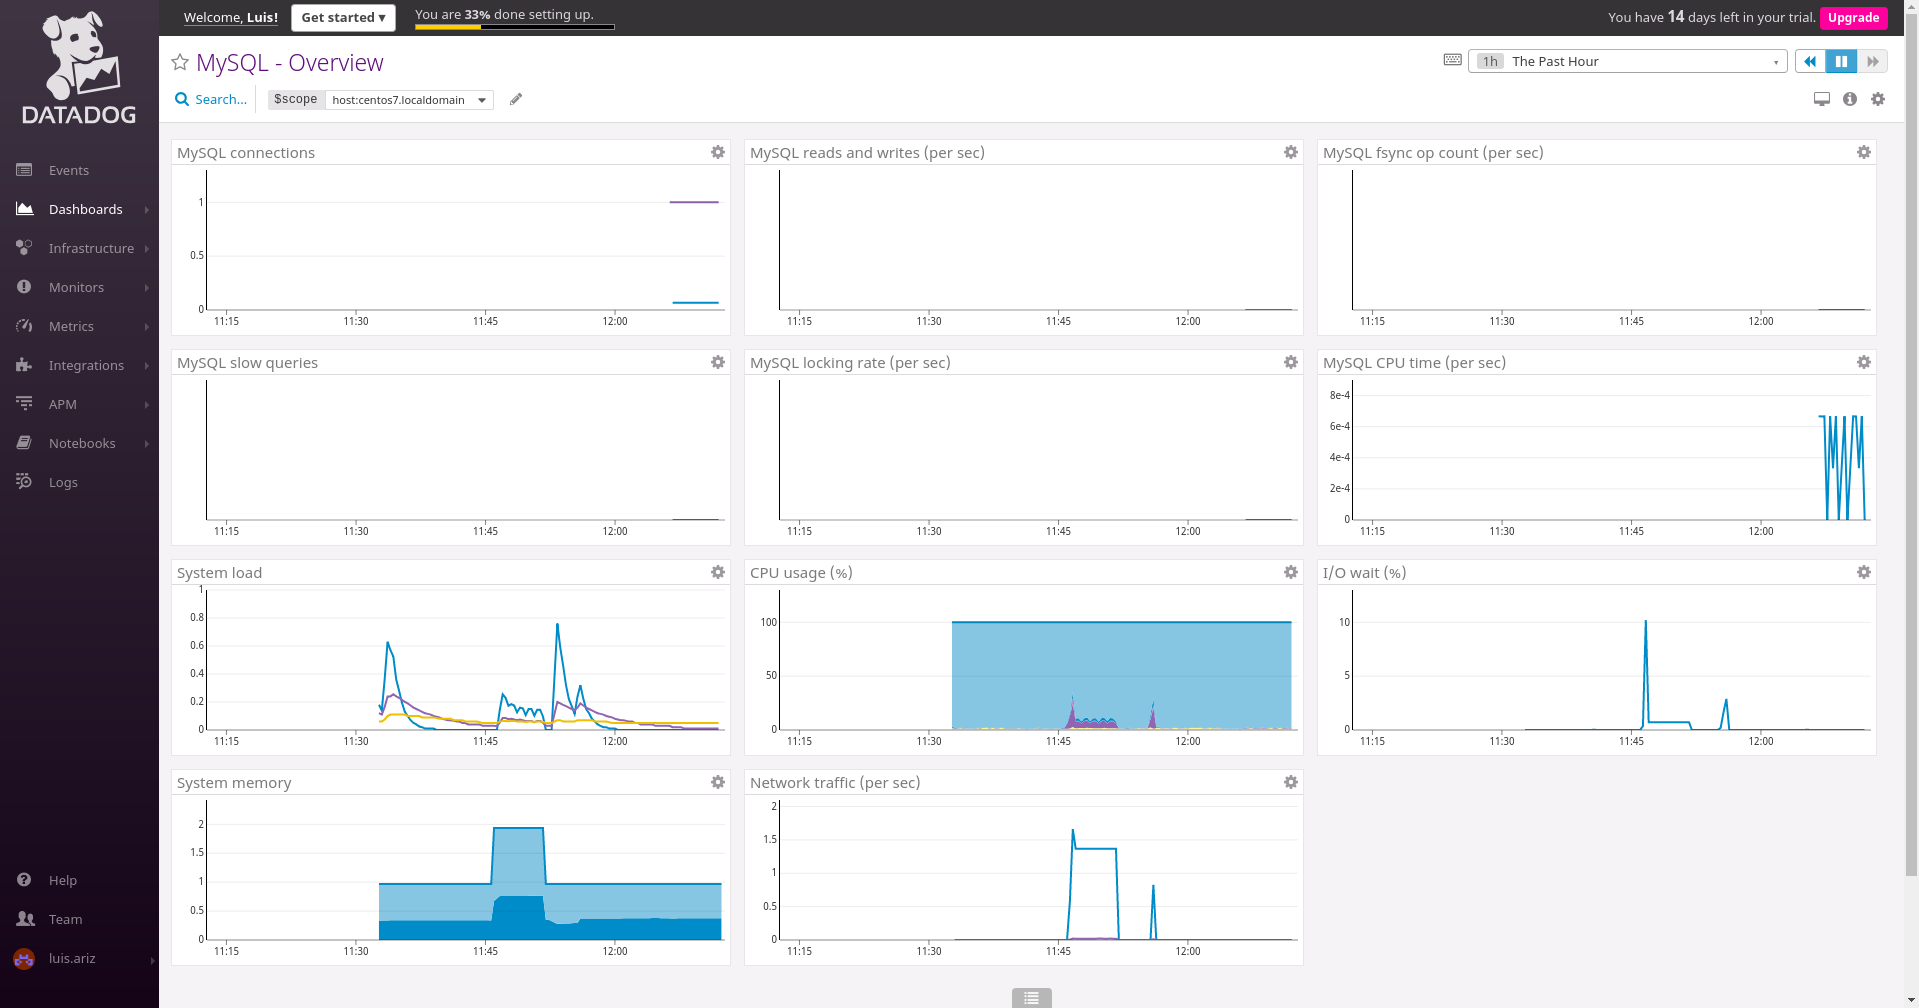 DATADOG
Events
Dashboards
Infrastructure
Monitors
Metrics
Integrations
APM
Notebooks
Logs
Help
Team
luis.ariz
Welcome, Luis! Get started ▾ You are 33% done setting up. You have 14 days left in your trial. Upgrade
MySQL - Overview 1h The Past Hour
Search... $scope host:centos7.localdomain
MySQL connections
1
0.5
0
11:15 11:30 11:45 12:00
MySQL reads and writes (per sec)
11:15 11:30 11:45 12:00
MySQL fsync op count (per sec)
11:15 11:30 11:45 12:00
MySQL slow queries
11:15 11:30 11:45 12:00
MySQL locking rate (per sec)
11:15 11:30 11:45 12:00
MySQL CPU time (per sec)
8e-4
6e-4
4e-4
2e-4
0
11:15 11:30 11:45 12:00
System load
1
0.8
0.6
0.4
0.2
0
11:15 11:30 11:45 12:00
CPU usage (%)
100
50
0
11:15 11:30 11:45 12:00
I/O wait (%)
10
5
0
11:15 11:30 11:45 12:00
System memory
2
1.5
1
0.5
0
11:15 11:30 11:45 12:00
Network traffic (per sec)
2
1.5
1
0.5
0
11:15 11:30 11:45 12:00